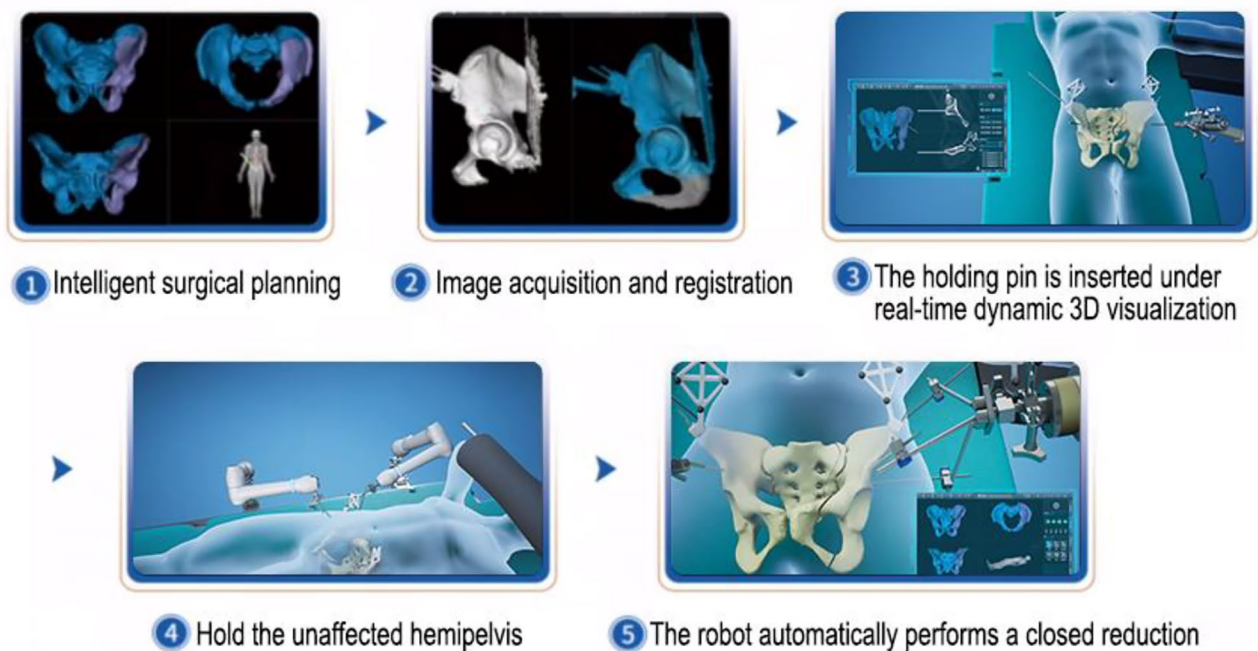 1 Intelligent surgical planning
2 Image acquisition and registration
3 The holding pin is inserted under
real-time dynamic 3D visualization
4 Hold the unaffected hemipelvis
5 The robot automatically performs a closed reduction